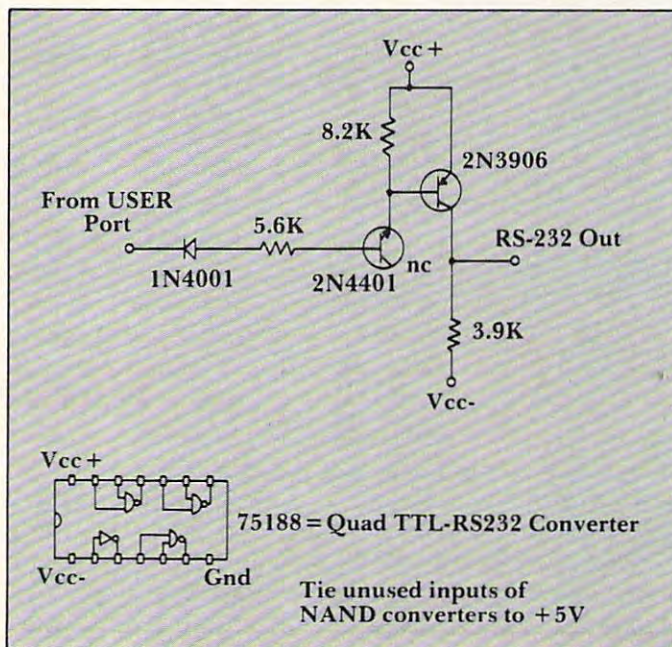 Vcc+
8.2K
2N3906
From USER
Port
5.6K
RS-232 Out
1N4001
2N4401
nc
3.9K
Vcc-
Vcc+
75188 = Quad TTL-RS232 Converter
Vcc-
Gnd
Tie unused inputs of
NAND converters to +5V